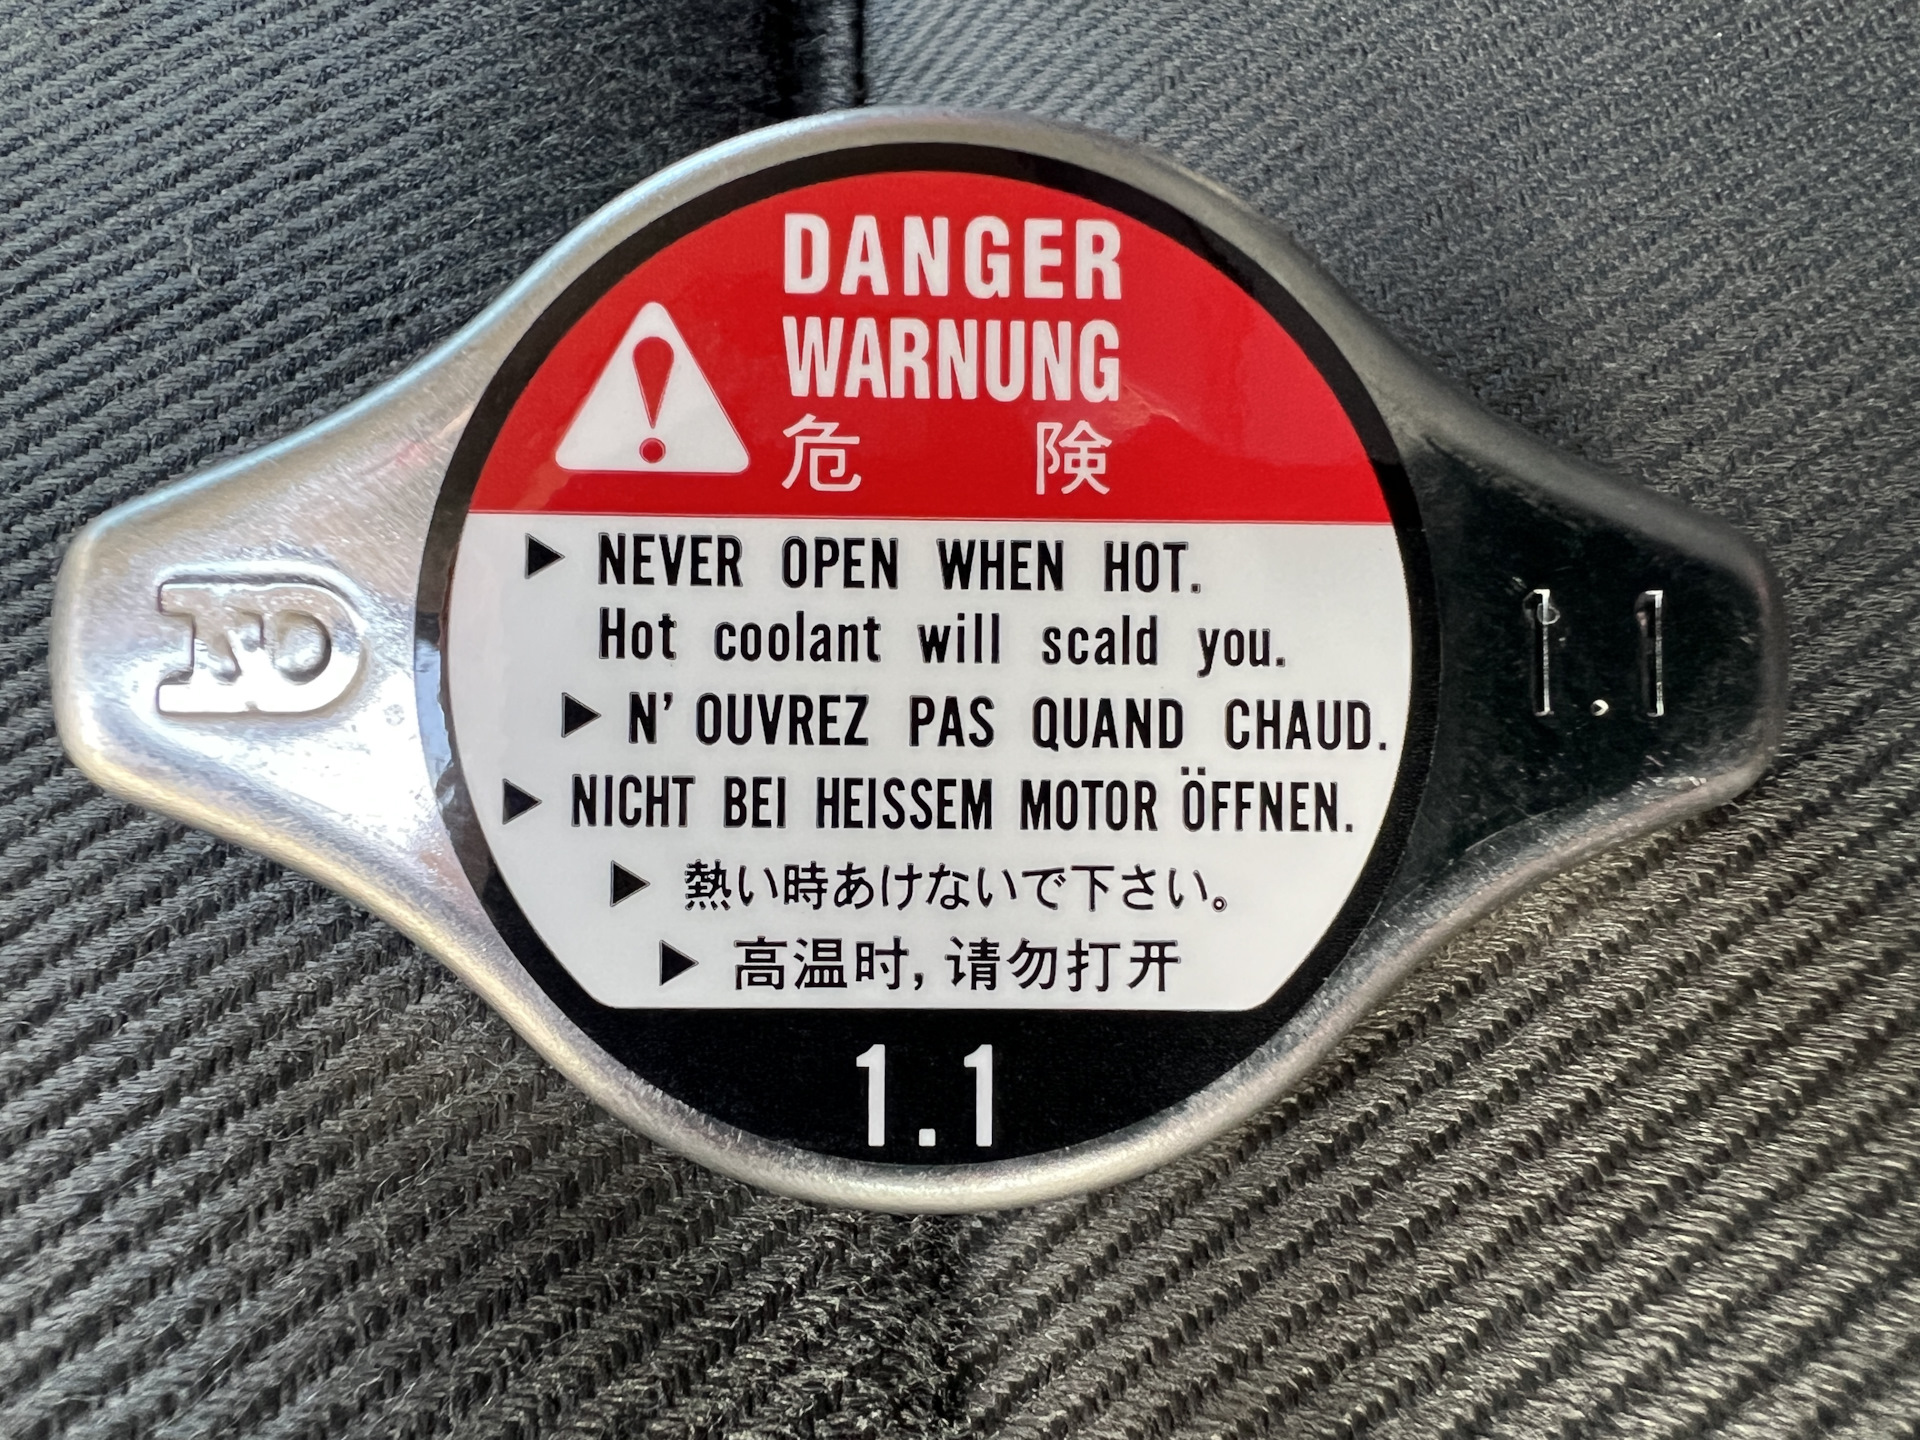 DANGER
WARNUNG
危険
NEVER OPEN WHEN HOT.
Hot coolant will scald you.
N' OUVREZ PAS QUAND CHAUD.
NICHT BEI HEISSEM MOTOR ÖFFNEN.
熱い時あけないで下さい。
高温时,请勿打开
1.1
1.1